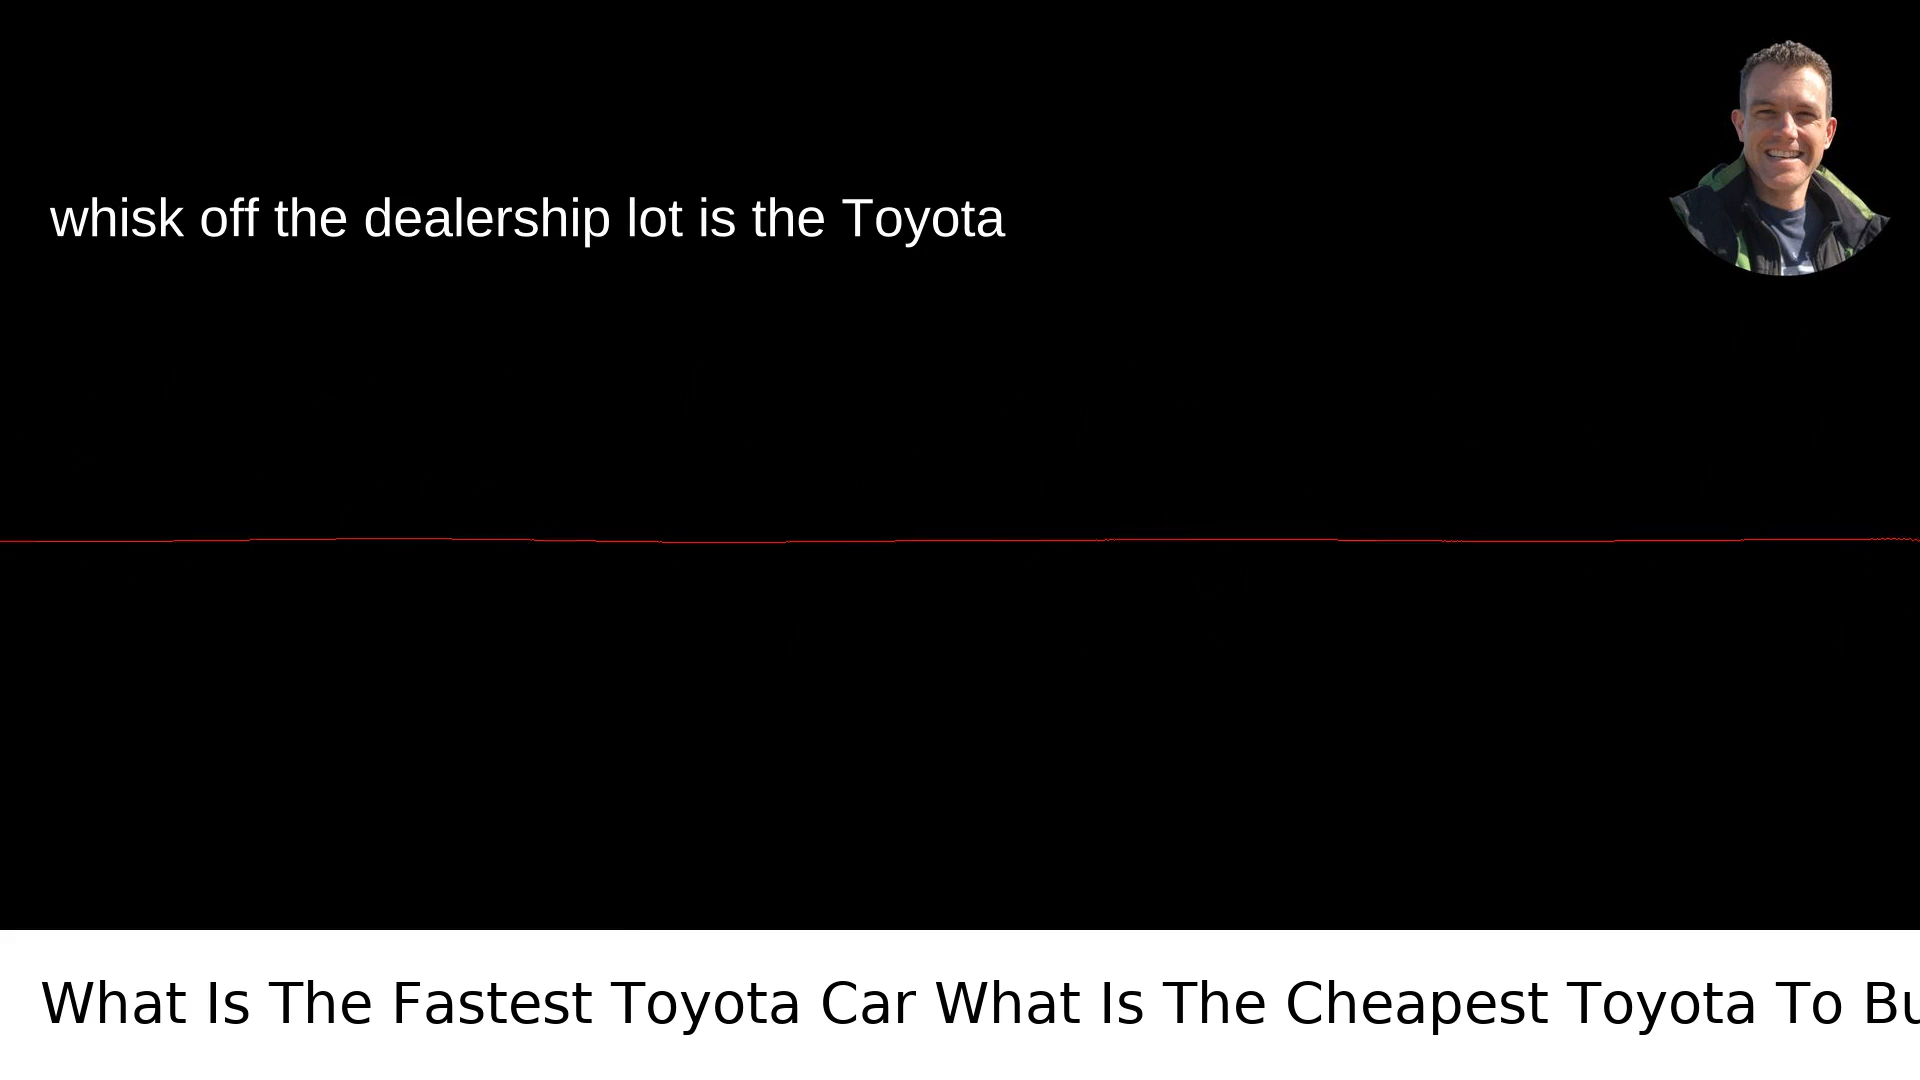 whisk off the dealership lot is the Toyota
What Is The Fastest Toyota Car What Is The Cheapest Toyota To